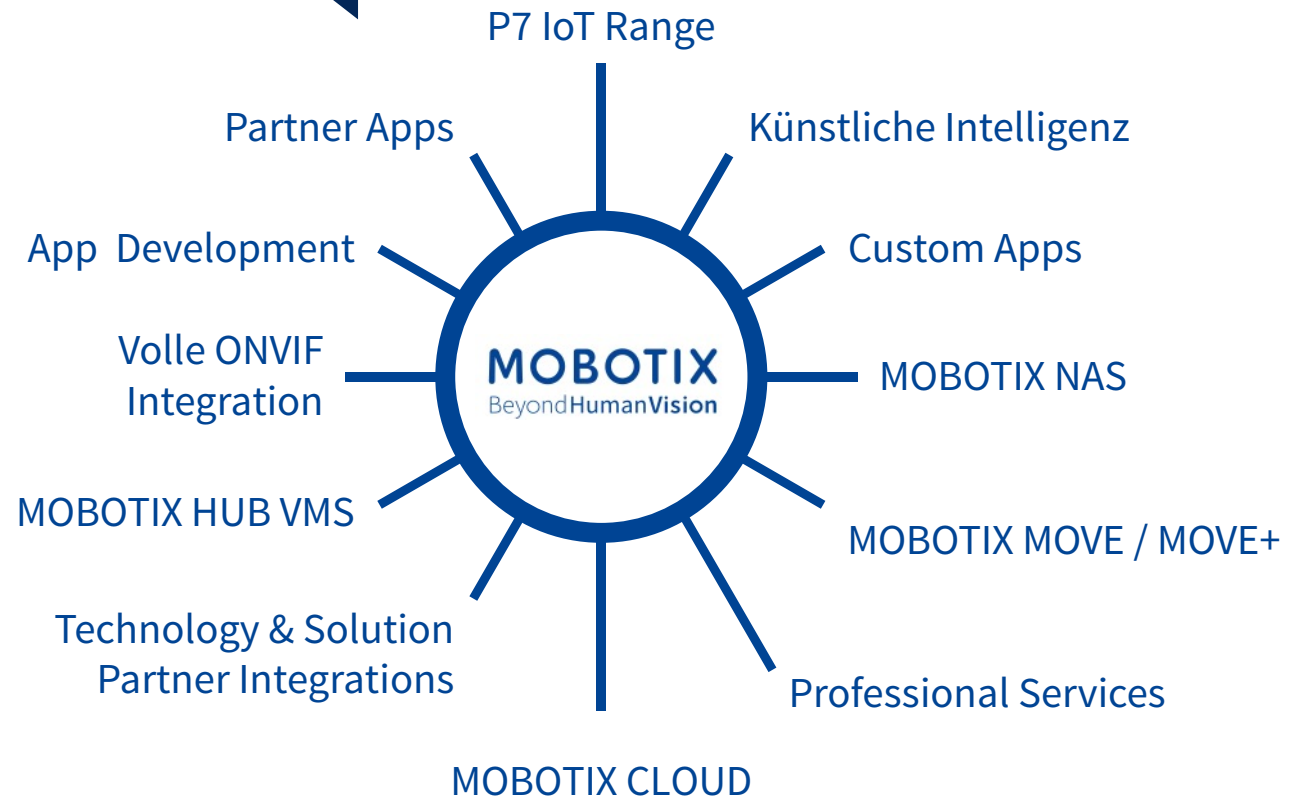 P7 IoT Range
Partner Apps
Künstliche Intelligenz
App Development
Custom Apps
Volle ONVIF
Integration
MOBOTIX
BeyondHumanVision
MOBOTIX NAS
MOBOTIX HUB VMS
MOBOTIX MOVE / MOVE+
Technology & Solution
Partner Integrations
Professional Services
MOBOTIX CLOUD